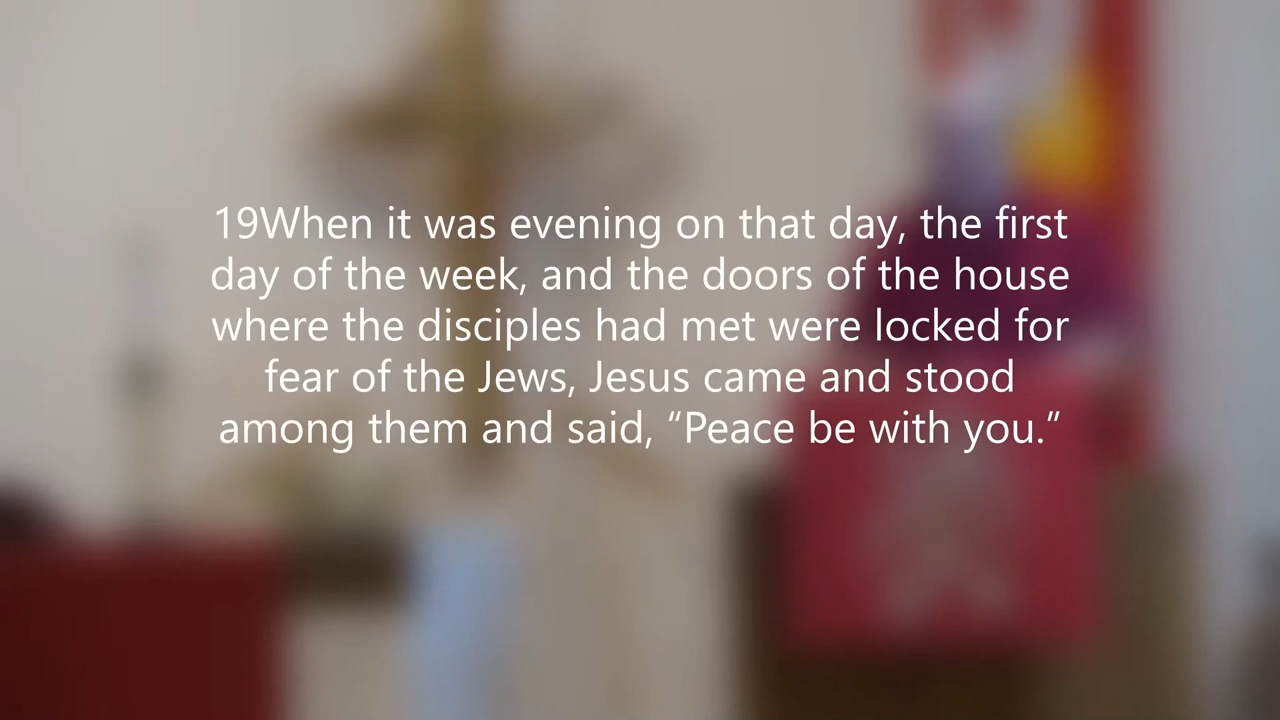 19When it was evening on that day, the first
day of the week, and the doors of the house
where the disciples had met were locked for
fear of the Jews, Jesus came and stood
among them and said, “Peace be with you.”